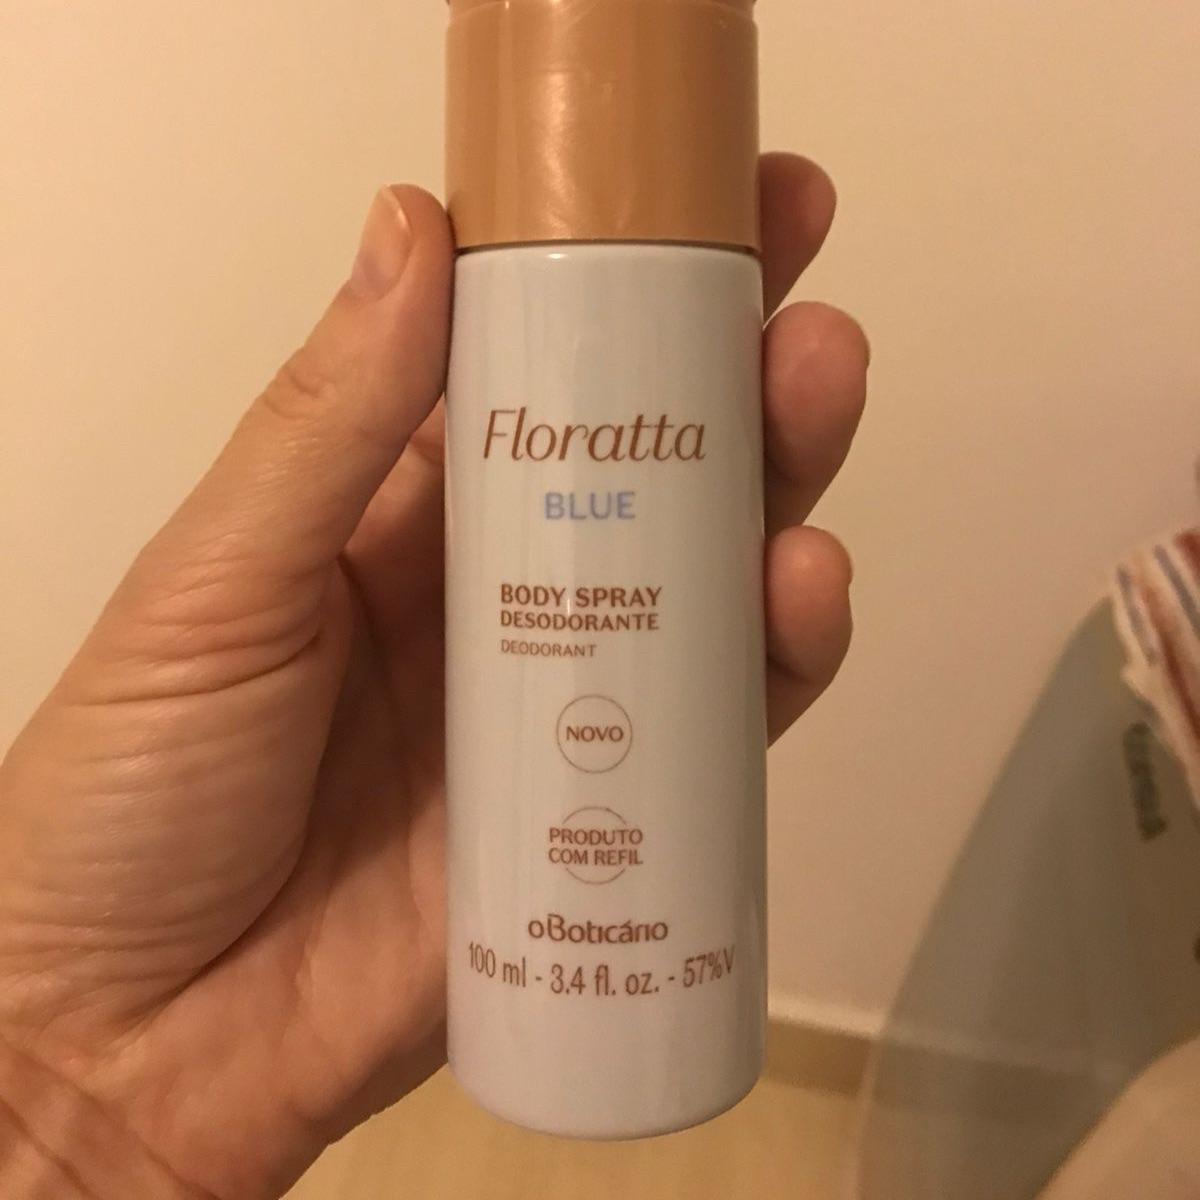 Floratta
BLUE
BODY SPRAY
DESODORANTE
DEODORANT
NOVO
PRODUTO
COM REFIL
oBoticário
100 ml - 3.4 fl. oz. - 57%V